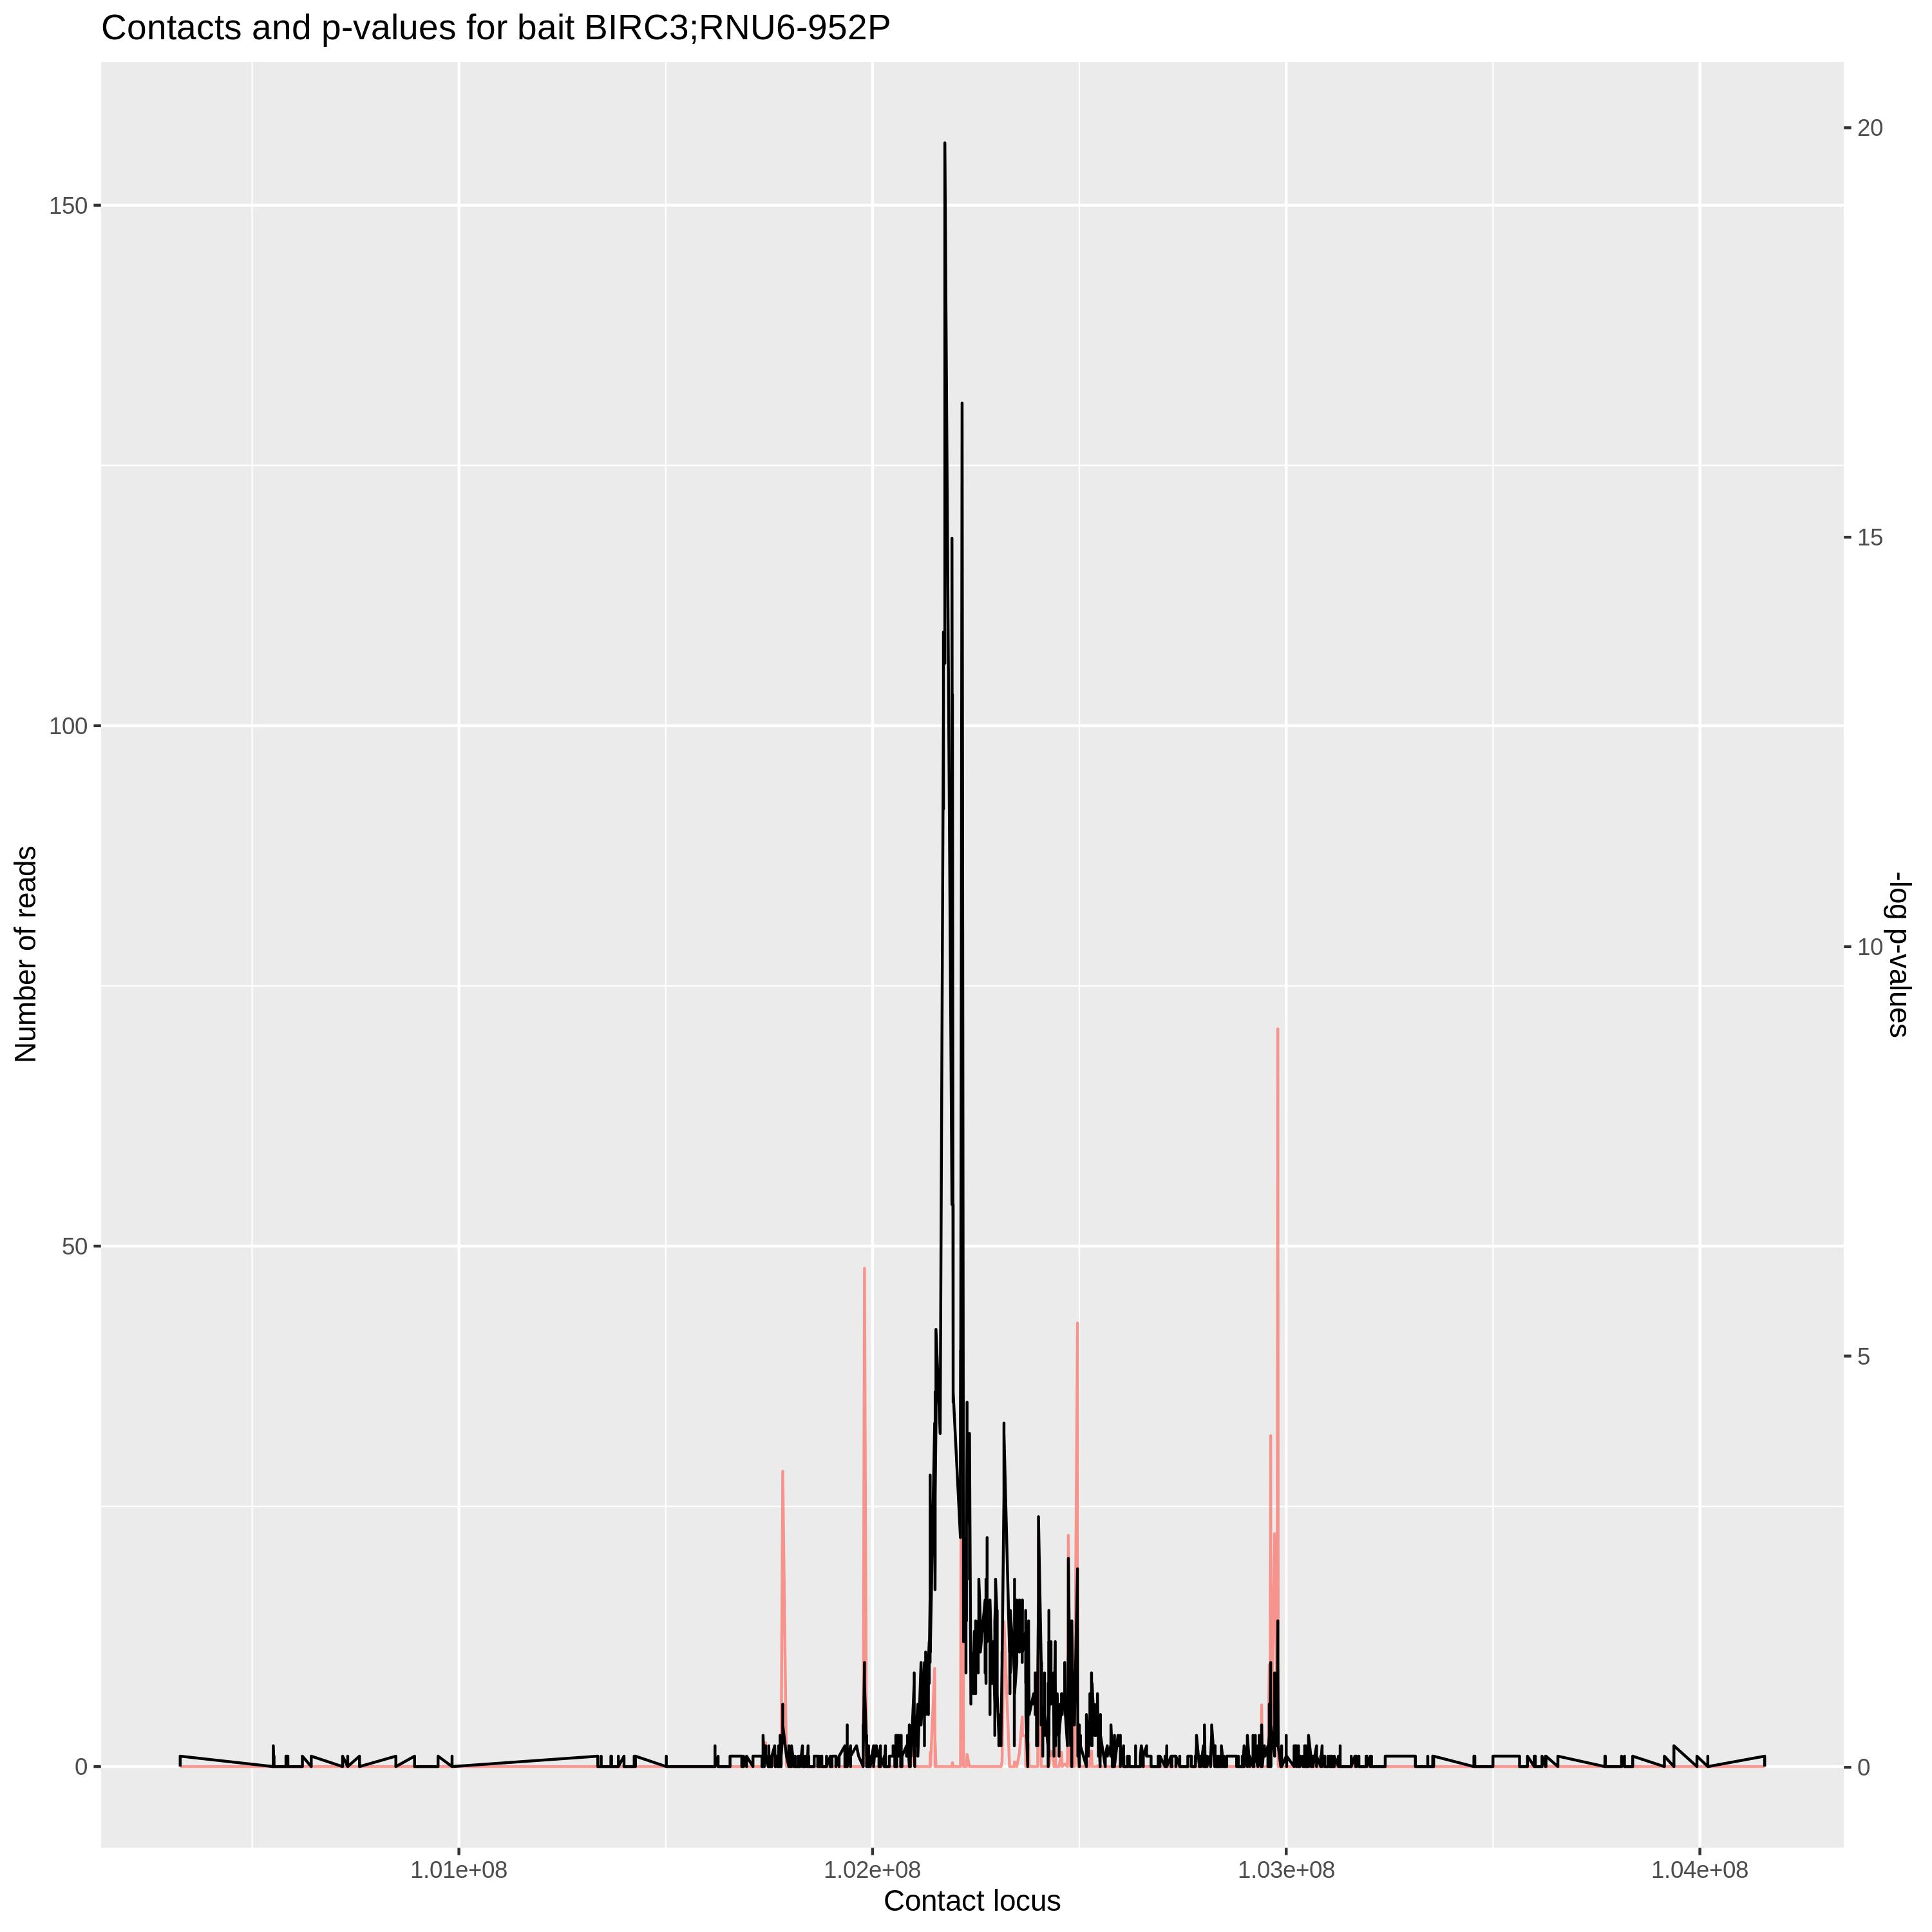 Contacts and p-values for bait BIRC3;RNU6-952P
Number of reads
150
100
50
0
20
15
10
5
0
-log p-values
1.01e+08 1.02e+08 1.03e+08 1.04e+08
Contact locus